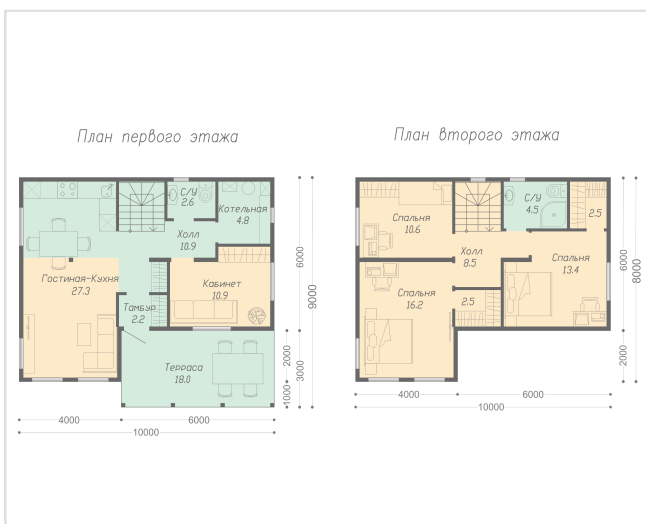 План первого этажа
План второго этажа
С/У
2.6
Котельная
4.8
Холл
10.9
Гостиная-Кухня
27.3
Кабинет
10.9
Тамбур
2.2
Терраса
18.0
6000
9000
2000
3000
1000
4000
6000
10000
Спальня
10.6
С/У
4.5
2.5
Холл
8.5
Спальня
13.4
Спальня
16.2
2.5
6000
8000
2000
4000
6000
10000